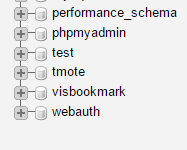 performance_schema
phpmyadmin
test
tmote
visbookmark
webauth